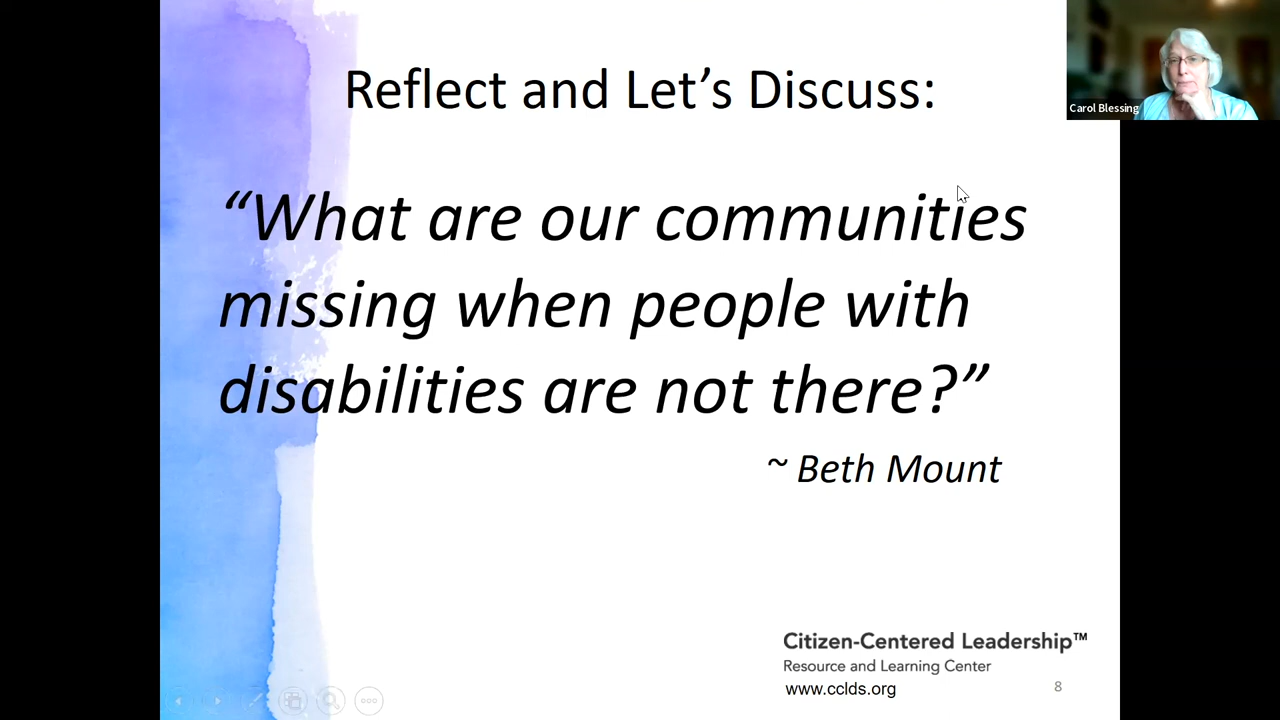 Reflect and Let’s Discuss:
Carol Blessing
“What are our communities
missing when people with
disabilities are not there?”
~ Beth Mount
Citizen-Centered Leadership™
Resource and Learning Center
www.cclds.org
8